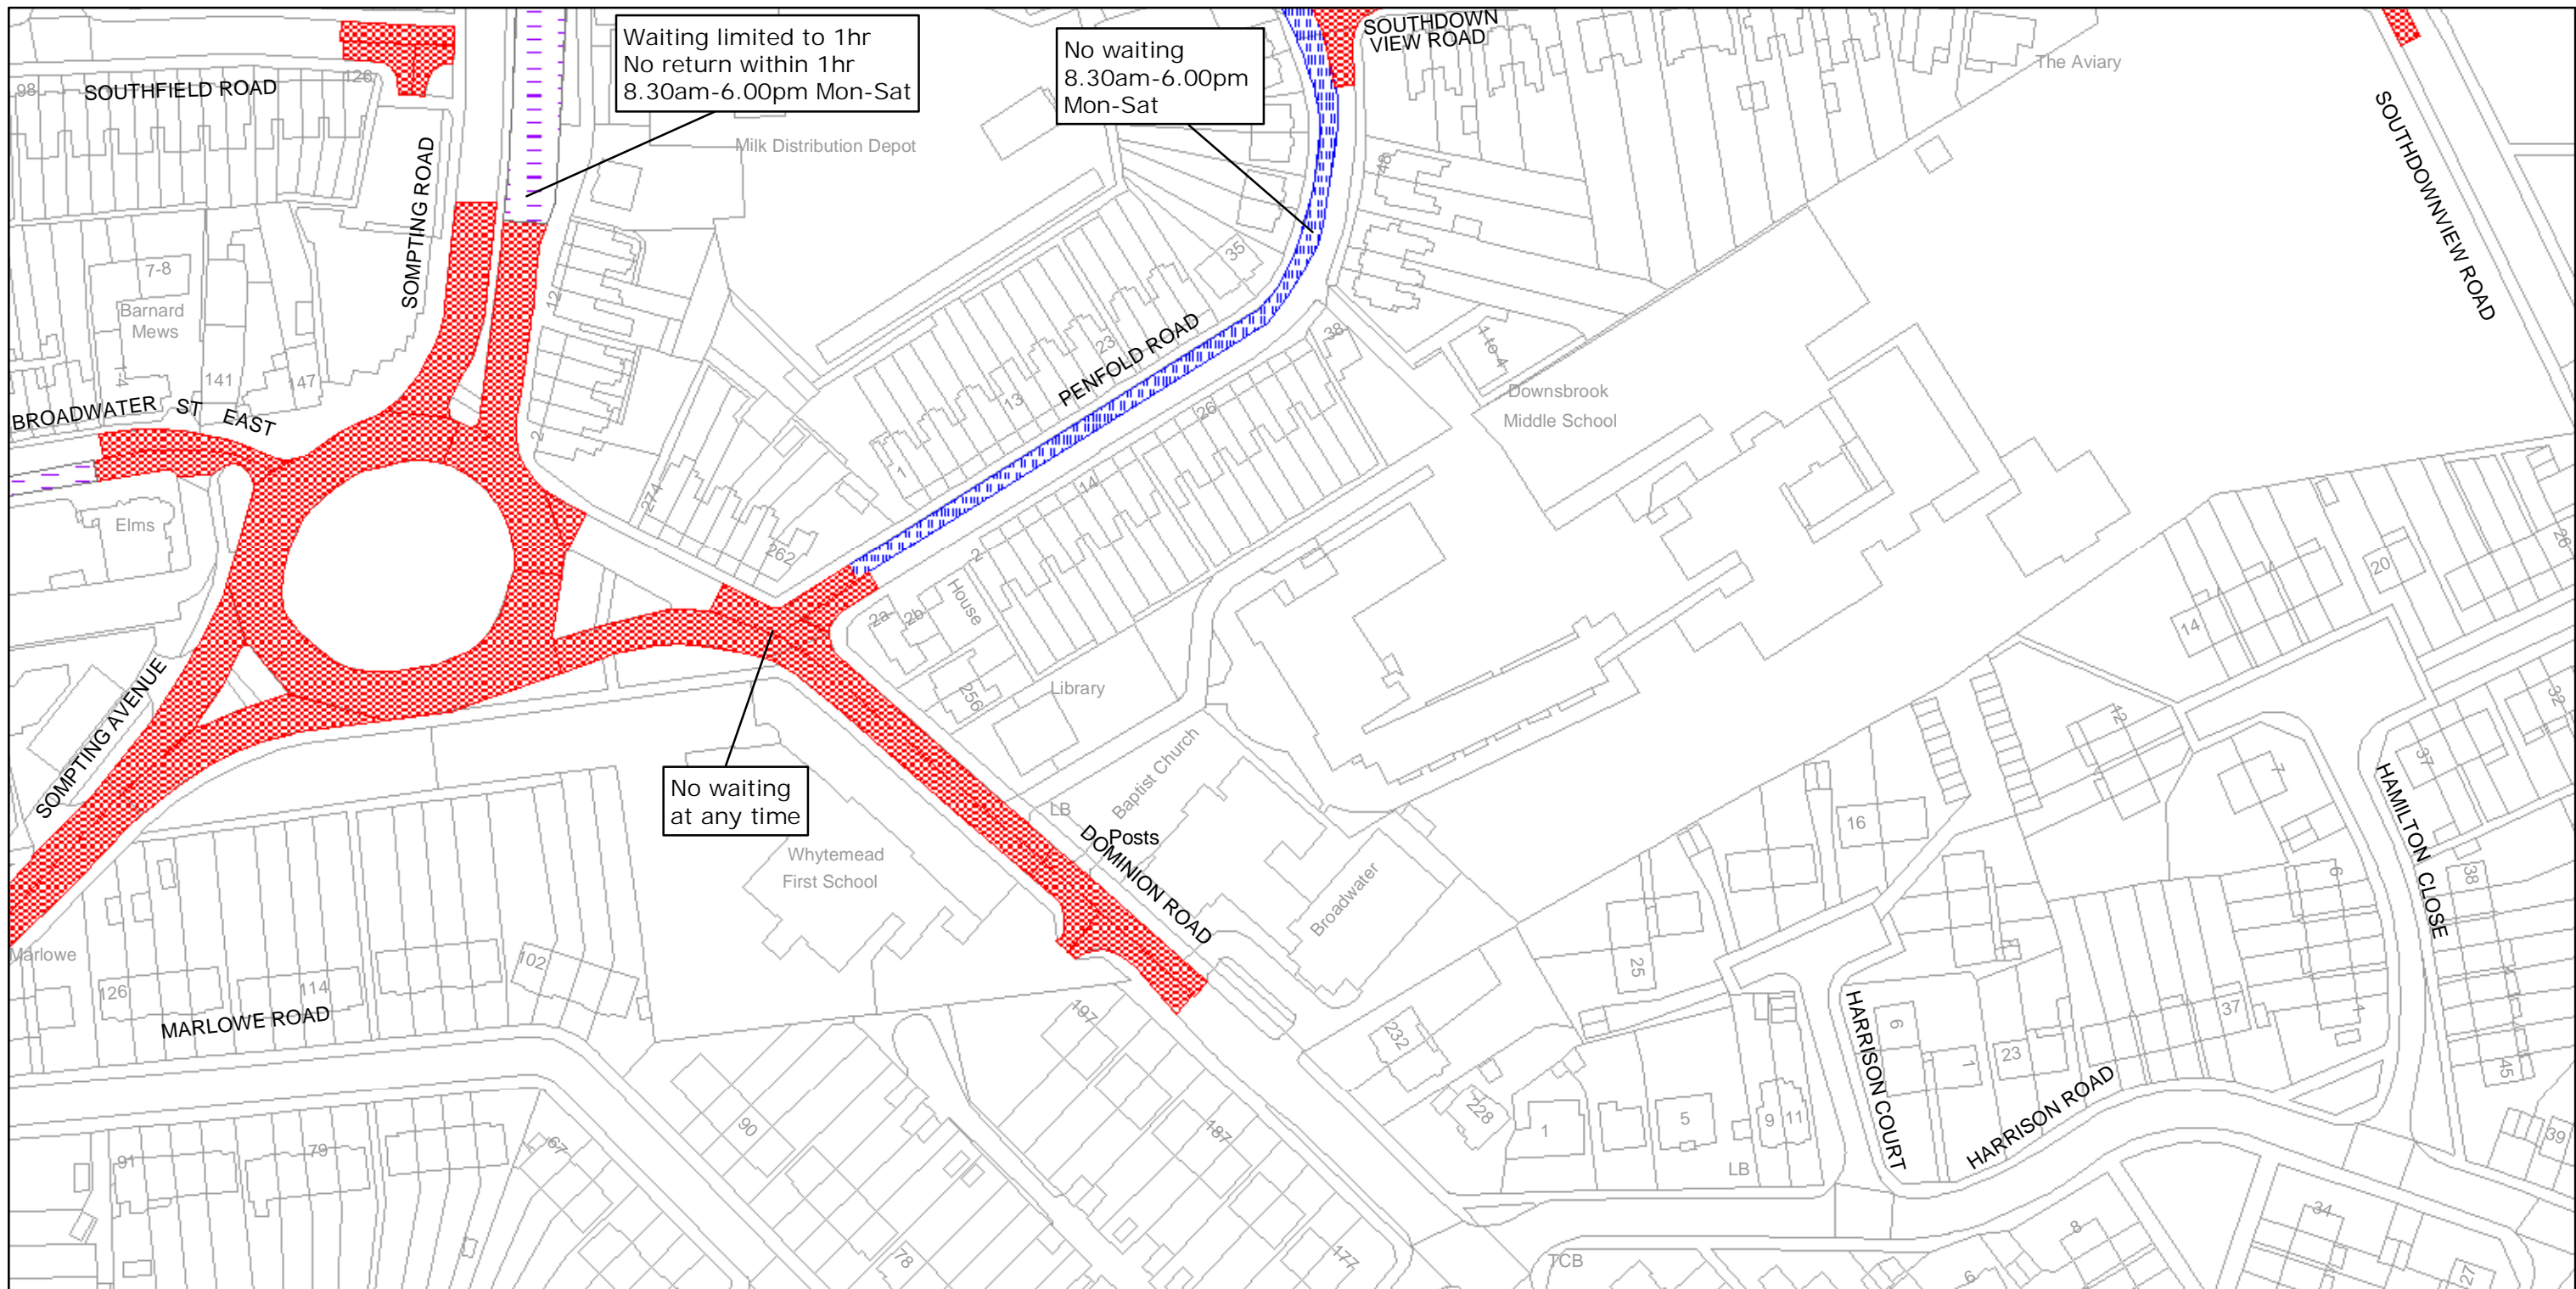 Waiting limited to 1hr
No return within 1hr
8.30am-6.00pm Mon-Sat
No waiting
8.30am-6.00pm
Mon-Sat
SOUTHDOWN
VIEW ROAD
The Aviary
98
SOUTHFIELD ROAD
126
SOMPTING ROAD
Milk Distribution Depot
48
SOUTHDOWNVIEW ROAD
7-8
Barnard
Mews
14
141
147
12
2
35
PENFOLD ROAD
23
13
1
38
26
14
2
1 to 4
Downsbrook
Middle School
BROADWATER ST EAST
Elms
274
262
2a
2b
House
256
Library
20
26
14
12
32
37
7
SOMPTING AVENUE
No waiting
at any time
Whytemead
First School
LB
Baptist Church
Posts
DOMINION ROAD
Broadwater
16
HAMILTON CLOSE
6
38
25
Marlowe
126
114
102
MARLOWE ROAD
197
232
228
HARRISON COURT
6
1
23
37
1
HARRISON ROAD
45
39
91
79
67
90
187
1
5
9
11
LB
78
177
TCB
8
6
34
27